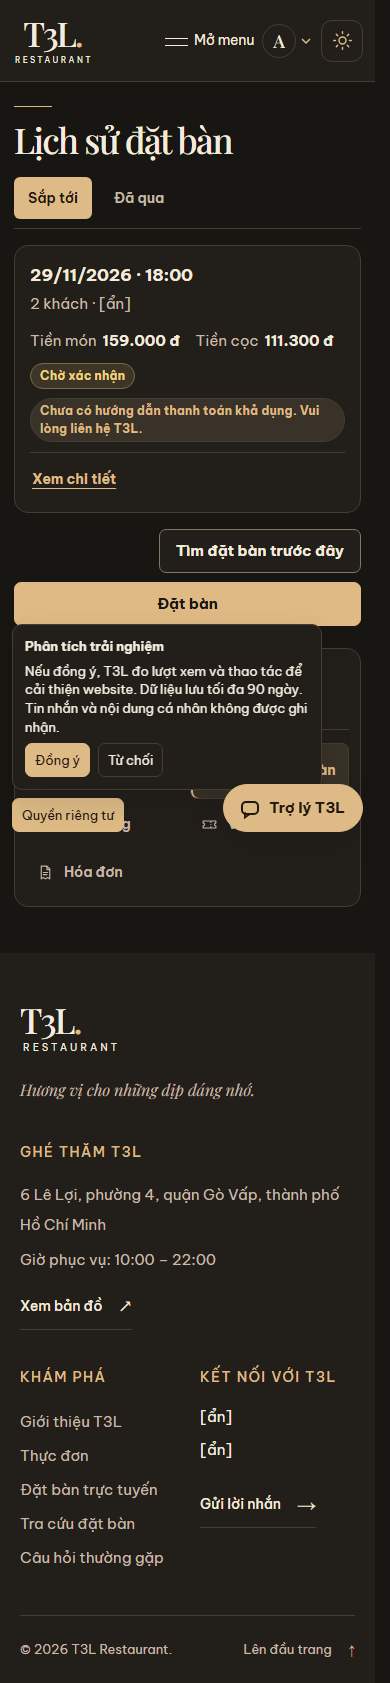 T3L.
RESTAURANT
Mở menu
A
Lịch sử đặt bàn
Sắp tới
Đã qua
29/11/2026 · 18:00
2 khách · [ẩn]
Tiền món 159.000 đ Tiền cọc 111.300 đ
Chờ xác nhận
Chưa có hướng dẫn thanh toán khả dụng. Vui
lòng liên hệ T3L.
Xem chi tiết
Tìm đặt bàn trước đây
Đặt bàn
Phân tích trải nghiệm
Nếu đồng ý, T3L đo lượt xem và thao tác để
cải thiện website. Dữ liệu lưu tối đa 90 ngày.
Tin nhắn và nội dung cá nhân không được ghi
nhận.
Đồng ý
Từ chối
Quyền riêng tư
Trợ lý T3L
Hóa đơn
T3L.
RESTAURANT
Hương vị cho những dịp đáng nhớ.
GHÉ THĂM T3L
6 Lê Lợi, phường 4, quận Gò Vấp, thành phố
Hồ Chí Minh
Giờ phục vụ: 10:00 – 22:00
Xem bản đồ ↗
KHÁM PHÁ
Giới thiệu T3L
Thực đơn
Đặt bàn trực tuyến
Tra cứu đặt bàn
Câu hỏi thường gặp
KẾT NỐI VỚI T3L
[ẩn]
[ẩn]
Gửi lời nhắn →
© 2026 T3L Restaurant.
Lên đầu trang ↑